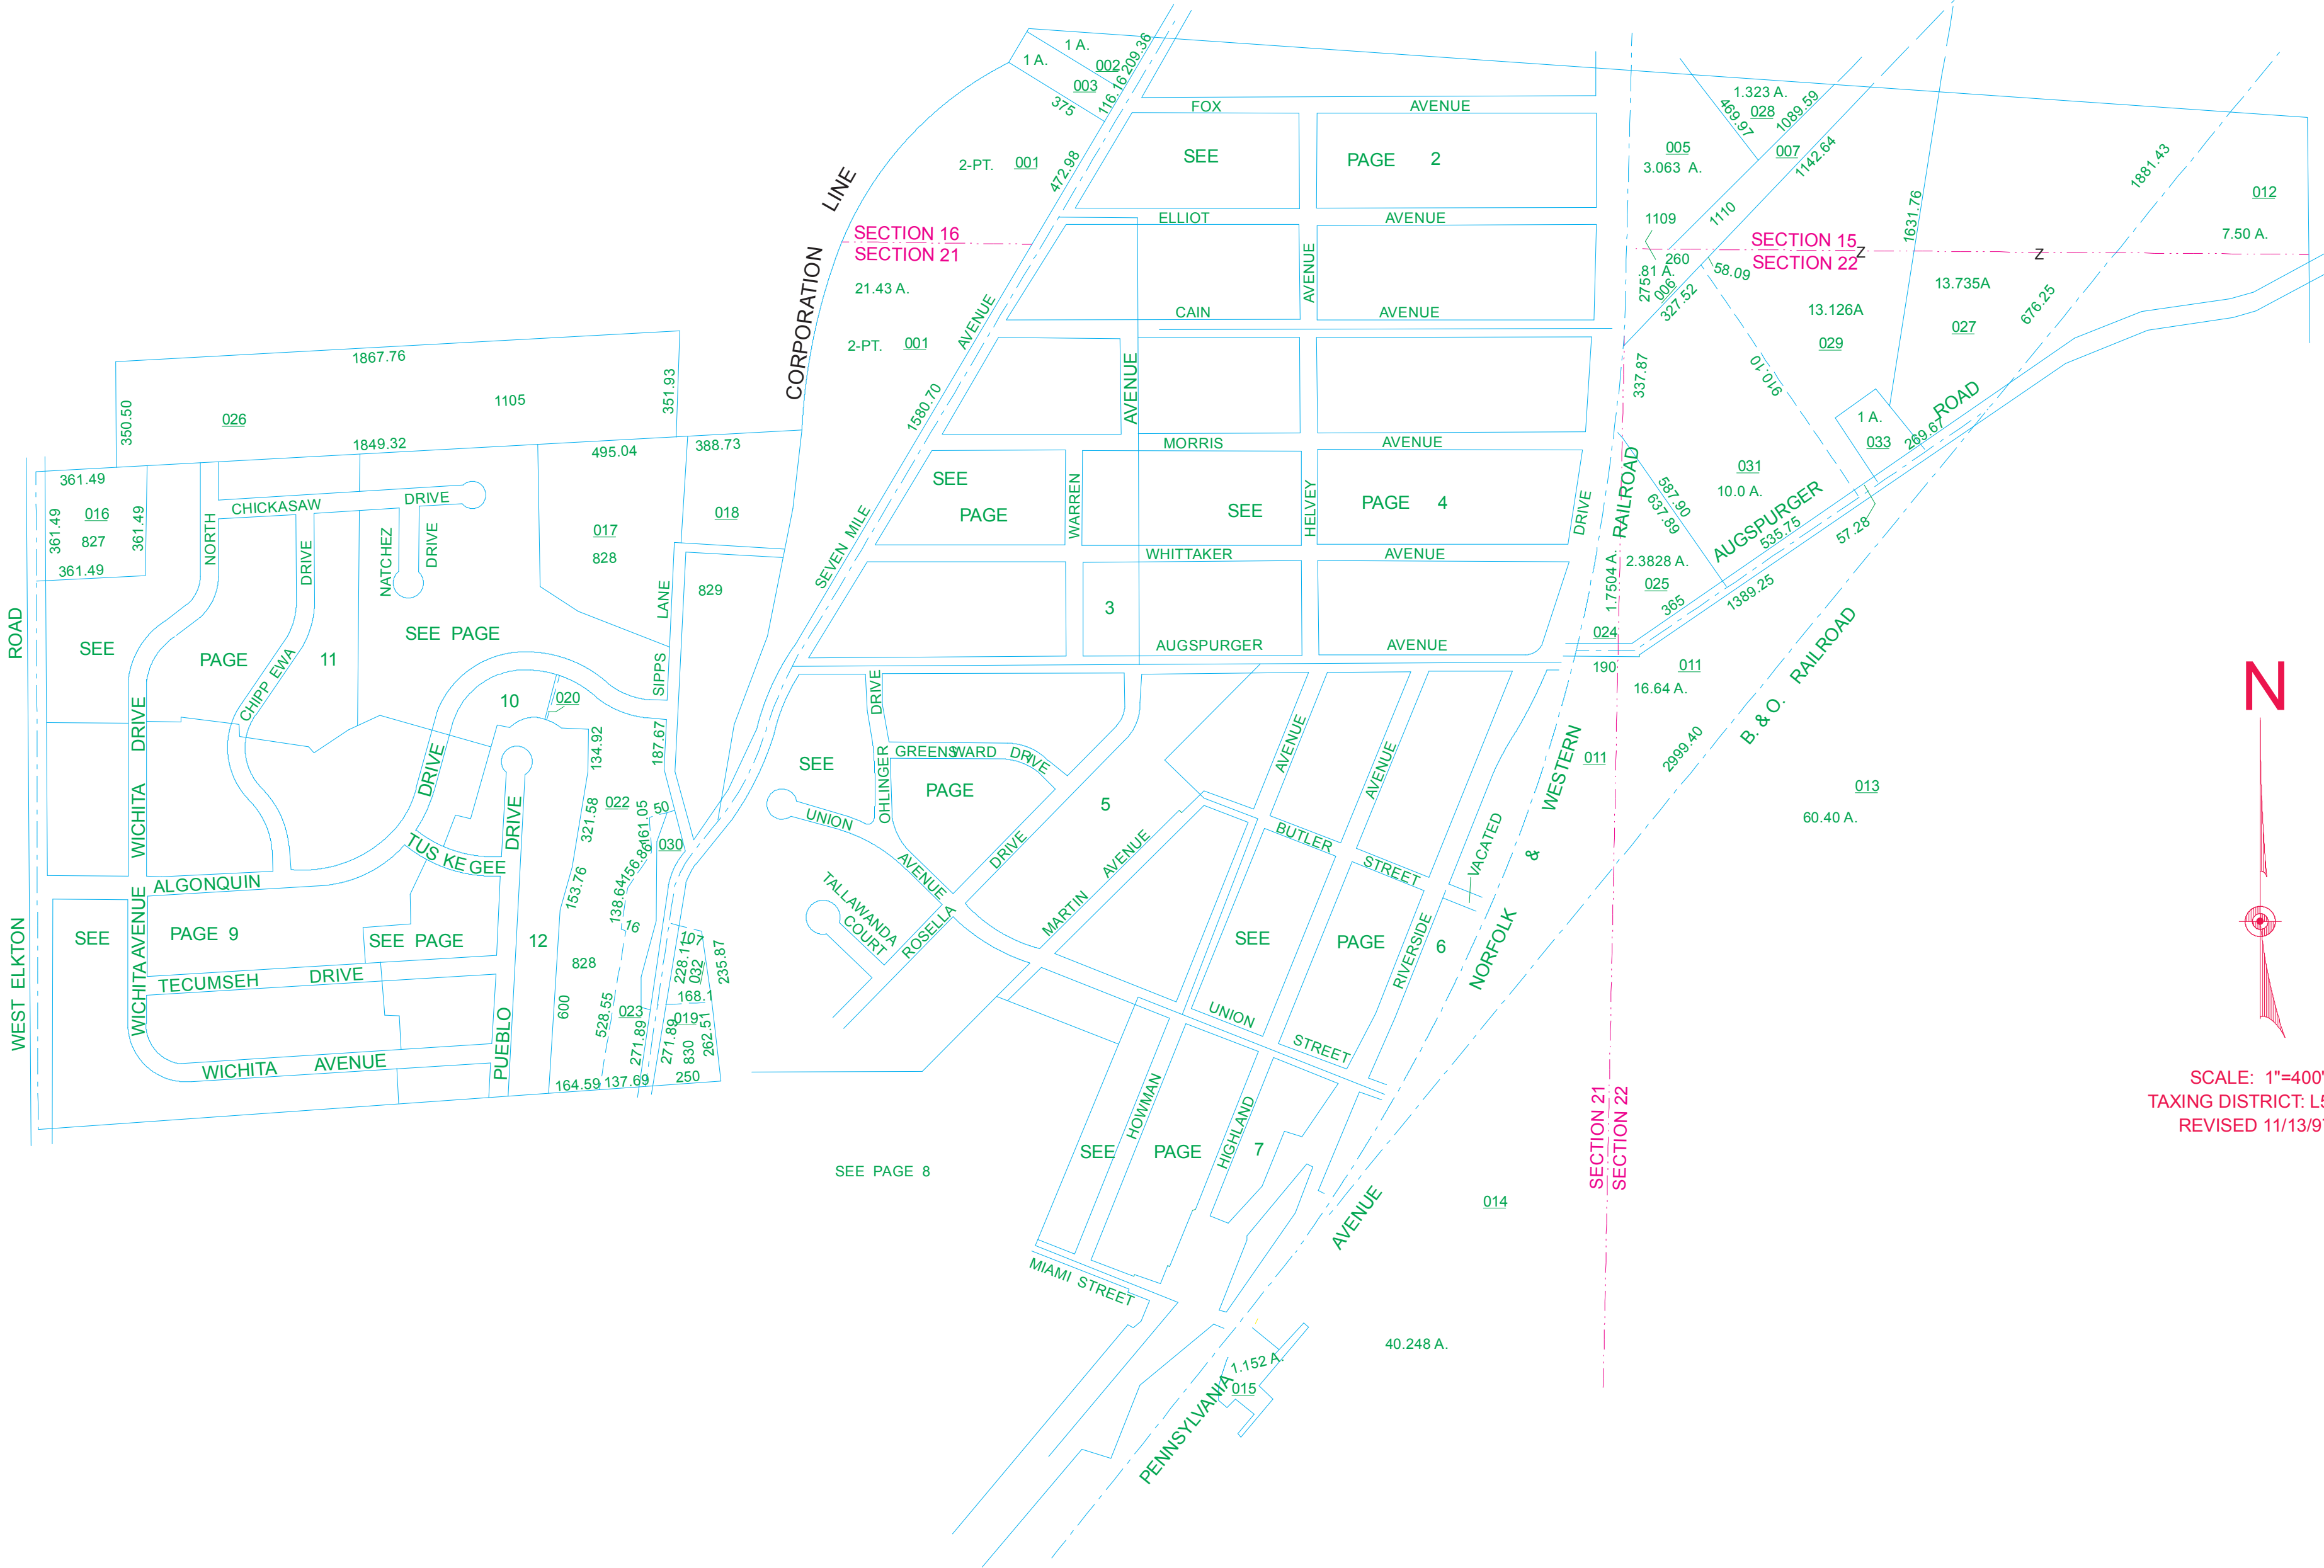 1 A.
002
209.36
1 A.
003
116.16
375
FOX AVENUE
1.323 A.
028
469.97
1089.59
2-PT. 001
472.98
SEE PAGE 2
005
3.063 A.
007
1142.64
1881.43
012
7.50 A.
LINE
CORPORATION
SECTION 16
SECTION 21
ELLIOT AVENUE
1109
1110
1631.76
SECTION 15
SECTION 22
Z
Z
260
.81 A.
006
275
58.09
327.52
21.43 A.
2-PT. 001
AVENUE
AVENUE
CAIN AVENUE
13.735A
027
13.126A
029
676.25
1867.76
350.50
026
1105
351.93
1849.32
1580.70
AVENUE
337.87
910.10
1 A.
033
269.67
ROAD
MORRIS AVENUE
495.04
388.73
361.49
361.49
016
827
361.49
361.49
CHICKASAW DRIVE
NORTH
DRIVE
NATCHEZ
DRIVE
017
828
018
829
SEVEN MILE
SEE
PAGE
WARREN
SEE
HELVEY
PAGE 4
DRIVE
RAILROAD
587.90
637.89
031
10.0 A.
AUGSPURGER
535.75
57.28
WHITTAKER AVENUE
2.3828 A.
025
1.7504 A.
365
1389.25
3
LANE
SIPPS
SEE PAGE
10
ROAD
SEE
PAGE
11
CHIPP EWA
AUGSPURGER AVENUE
024
190
011
16.64 A.
B. & O. RAILROAD
020
134.92
187.67
DRIVE
WICHITA DRIVE
DRIVE
OHLINGER
DRIVE
GREENSWARD DRIVE
SEE
PAGE
5
AVENUE
AVENUE
WESTERN
011
2999.40
013
60.40 A.
N
022
321.58
161.05
50
030
156.86
138.64
153.76
16
TUS KE GEE
DRIVE
ALGONQUIN
UNION
AVENUE
DRIVE
AVENUE
MARTIN
TALLAWANDA
COURT
ROSELLA
BUTLER STREET
VACATED
&
NORFOLK
RIVERSIDE
WEST ELKTON
SEE
PAGE 9
WICHITA AVENUE
SEE PAGE
12
828
TECUMSEH DRIVE
107
228.11
032
235.87
168.1
600
528.55
023
271.89
271.89
019
830
262.51
SEE
PAGE
6
UNION STREET
WICHITA AVENUE
PUEBLO
164.59
137.69
250
SCALE: 1"=400'
TAXING DISTRICT: L5
REVISED 11/13/9
SECTION 21
SECTION 22
HOWMAN
HIGHLAND
SEE
PAGE
7
SEE PAGE 8
014
AVENUE
MIAMI STREET
40.248 A.
1.152 A.
015
PENNSYLVANIA